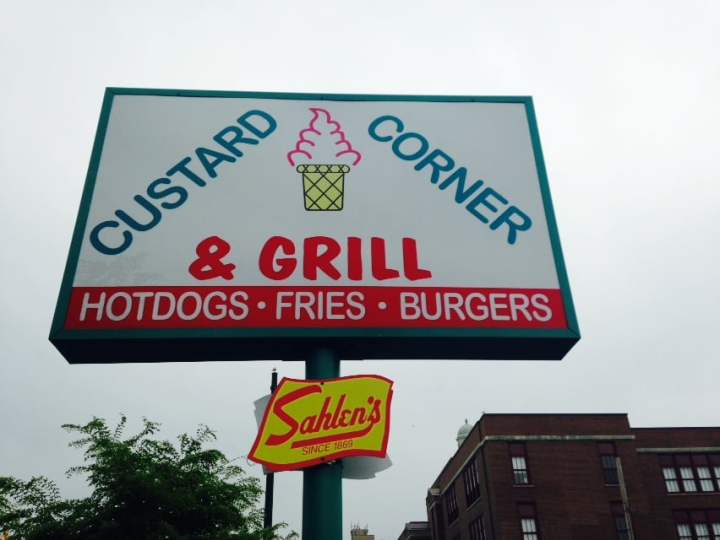 CUSTARD CORNER
& GRILL
HOTDOGS • FRIES • BURGERS
Sahlen's
SINCE 1869